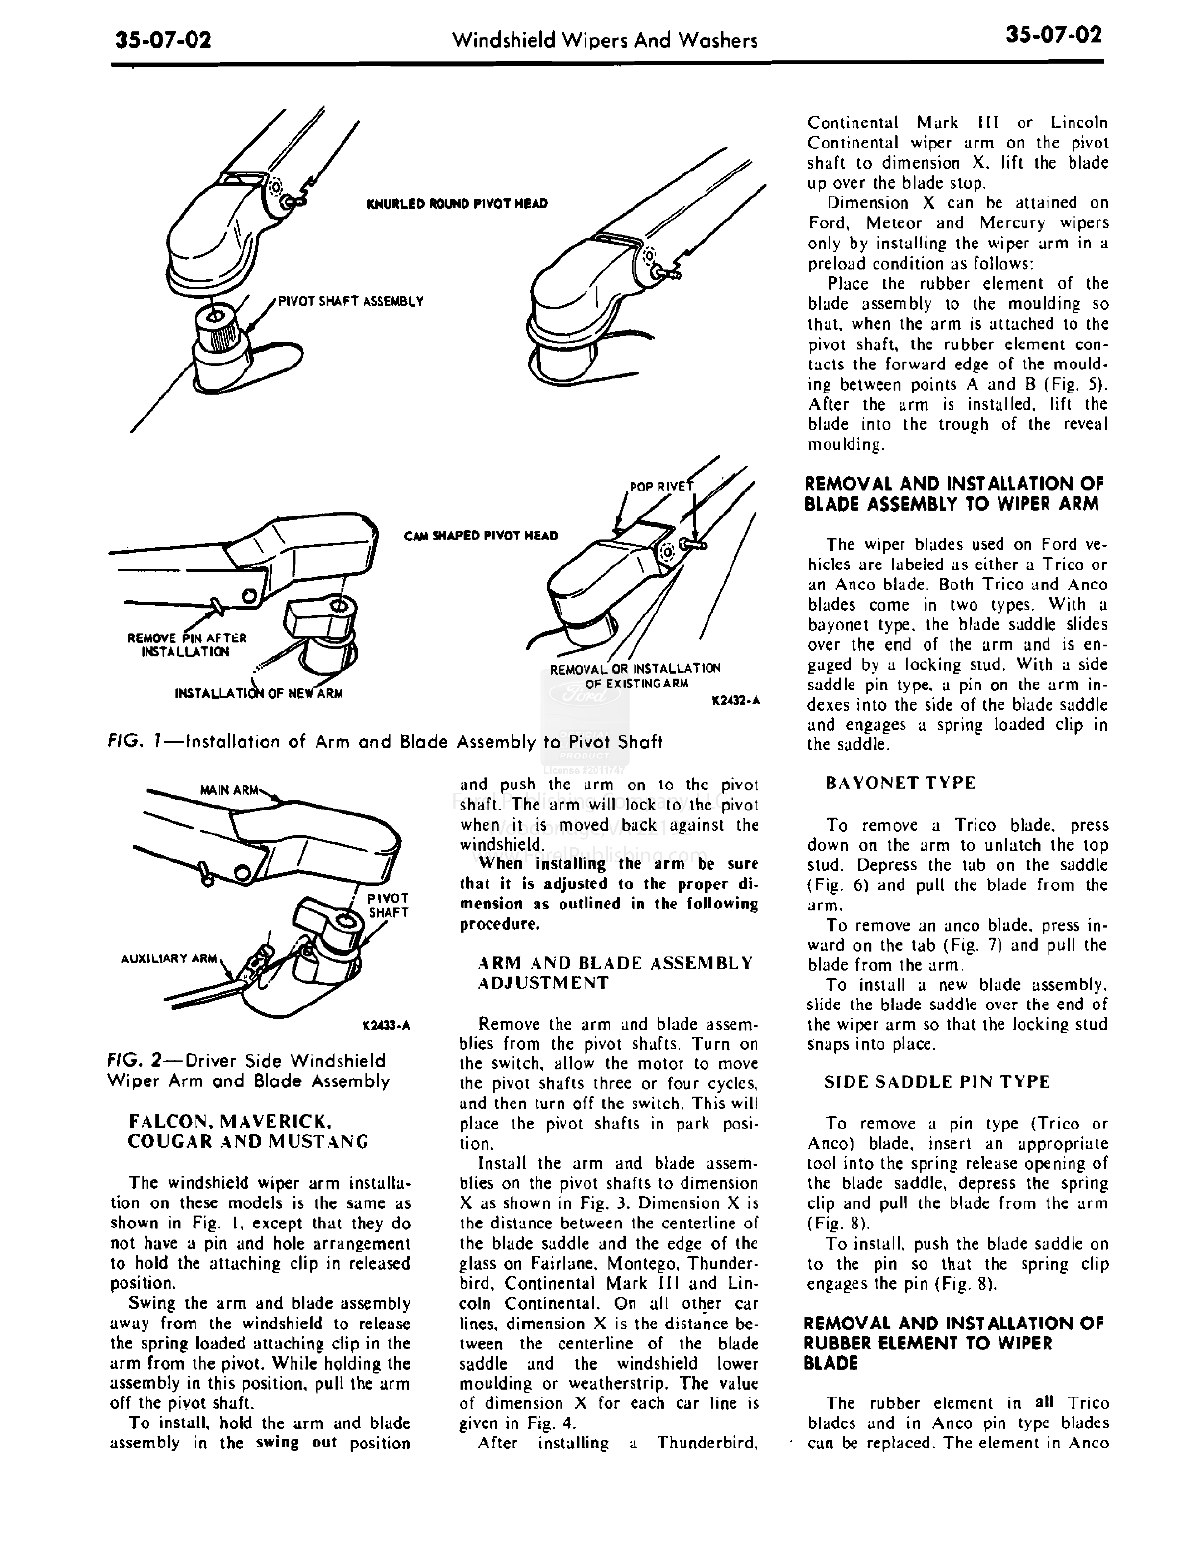 35-07-02
Windshield Wipers And Washers
35-07-02
KNURLED ROUND PIVOT HEAD
PIVOT SHAFT ASSEMBLY
POP RIVET
CAM SHAPED PIVOT HEAD
REMOVE PIN AFTER
INSTALLATION
INSTALLATION OF NEW ARM
REMOVAL OR INSTALLATION
OF EXISTING ARM
K2432-A
FIG. 1—Installation of Arm and Blade Assembly to Pivot Shaft
MAIN ARM
PIVOT
SHAFT
AUXILIARY ARM
K2433-A
FIG. 2—Driver Side Windshield
Wiper Arm and Blade Assembly
FALCON, MAVERICK,
COUGAR AND MUSTANG
The windshield wiper arm installa-
tion on these models is the same as
shown in Fig. 1, except that they do
not have a pin and hole arrangement
to hold the attaching clip in released
position.
Swing the arm and blade assembly
away from the windshield to release
the spring loaded attaching clip in the
arm from the pivot. While holding the
assembly in this position, pull the arm
off the pivot shaft.
To install, hold the arm and blade
assembly in the swing out position
and push the arm on to the pivot
shaft. The arm will lock to the pivot
when it is moved back against the
windshield.
When installing the arm be sure
that it is adjusted to the proper di-
mension as outlined in the following
procedure.
ARM AND BLADE ASSEMBLY
ADJUSTMENT
Remove the arm and blade assem-
blies from the pivot shafts. Turn on
the switch, allow the motor to move
the pivot shafts three or four cycles,
and then turn off the switch. This will
place the pivot shafts in park posi-
tion.
Install the arm and blade assem-
blies on the pivot shafts to dimension
X as shown in Fig. 3. Dimension X is
the distance between the centerline of
the blade saddle and the edge of the
glass on Fairlane, Montego, Thunder-
bird, Continental Mark III and Lin-
coln Continental. On all other car
lines, dimension X is the distance be-
tween the centerline of the blade
saddle and the windshield lower
moulding or weatherstrip. The value
of dimension X for each car line is
given in Fig. 4.
After installing a Thunderbird,
Continental Mark III or Lincoln
Continental wiper arm on the pivot
shaft to dimension X, lift the blade
up over the blade stop.
Dimension X can be attained on
Ford, Meteor and Mercury wipers
only by installing the wiper arm in a
preload condition as follows:
Place the rubber element of the
blade assembly to the moulding so
that, when the arm is attached to the
pivot shaft, the rubber element con-
tacts the forward edge of the mould-
ing between points A and B (Fig. 5).
After the arm is installed, lift the
blade into the trough of the reveal
moulding.
REMOVAL AND INSTALLATION OF
BLADE ASSEMBLY TO WIPER ARM
The wiper blades used on Ford ve-
hicles are labeled as either a Trico or
an Anco blade. Both Trico and Anco
blades come in two types. With a
bayonet type, the blade saddle slides
over the end of the arm and is en-
gaged by a locking stud. With a side
saddle pin type, a pin on the arm in-
dexes into the side of the blade saddle
and engages a spring loaded clip in
the saddle.
BAYONET TYPE
To remove a Trico blade, press
down on the arm to unlatch the top
stud. Depress the tab on the saddle
(Fig. 6) and pull the blade from the
arm.
To remove an anco blade, press in-
ward on the tab (Fig. 7) and pull the
blade from the arm.
To install a new blade assembly,
slide the blade saddle over the end of
the wiper arm so that the locking stud
snaps into place.
SIDE SADDLE PIN TYPE
To remove a pin type (Trico or
Anco) blade, insert an appropriate
tool into the spring release opening of
the blade saddle, depress the spring
clip and pull the blade from the arm
(Fig. 8).
To install, push the blade saddle on
to the pin so that the spring clip
engages the pin (Fig. 8).
REMOVAL AND INSTALLATION OF
RUBBER ELEMENT TO WIPER
BLADE
The rubber element in all Trico
blades and in Anco pin type blades
can be replaced. The element in Anco